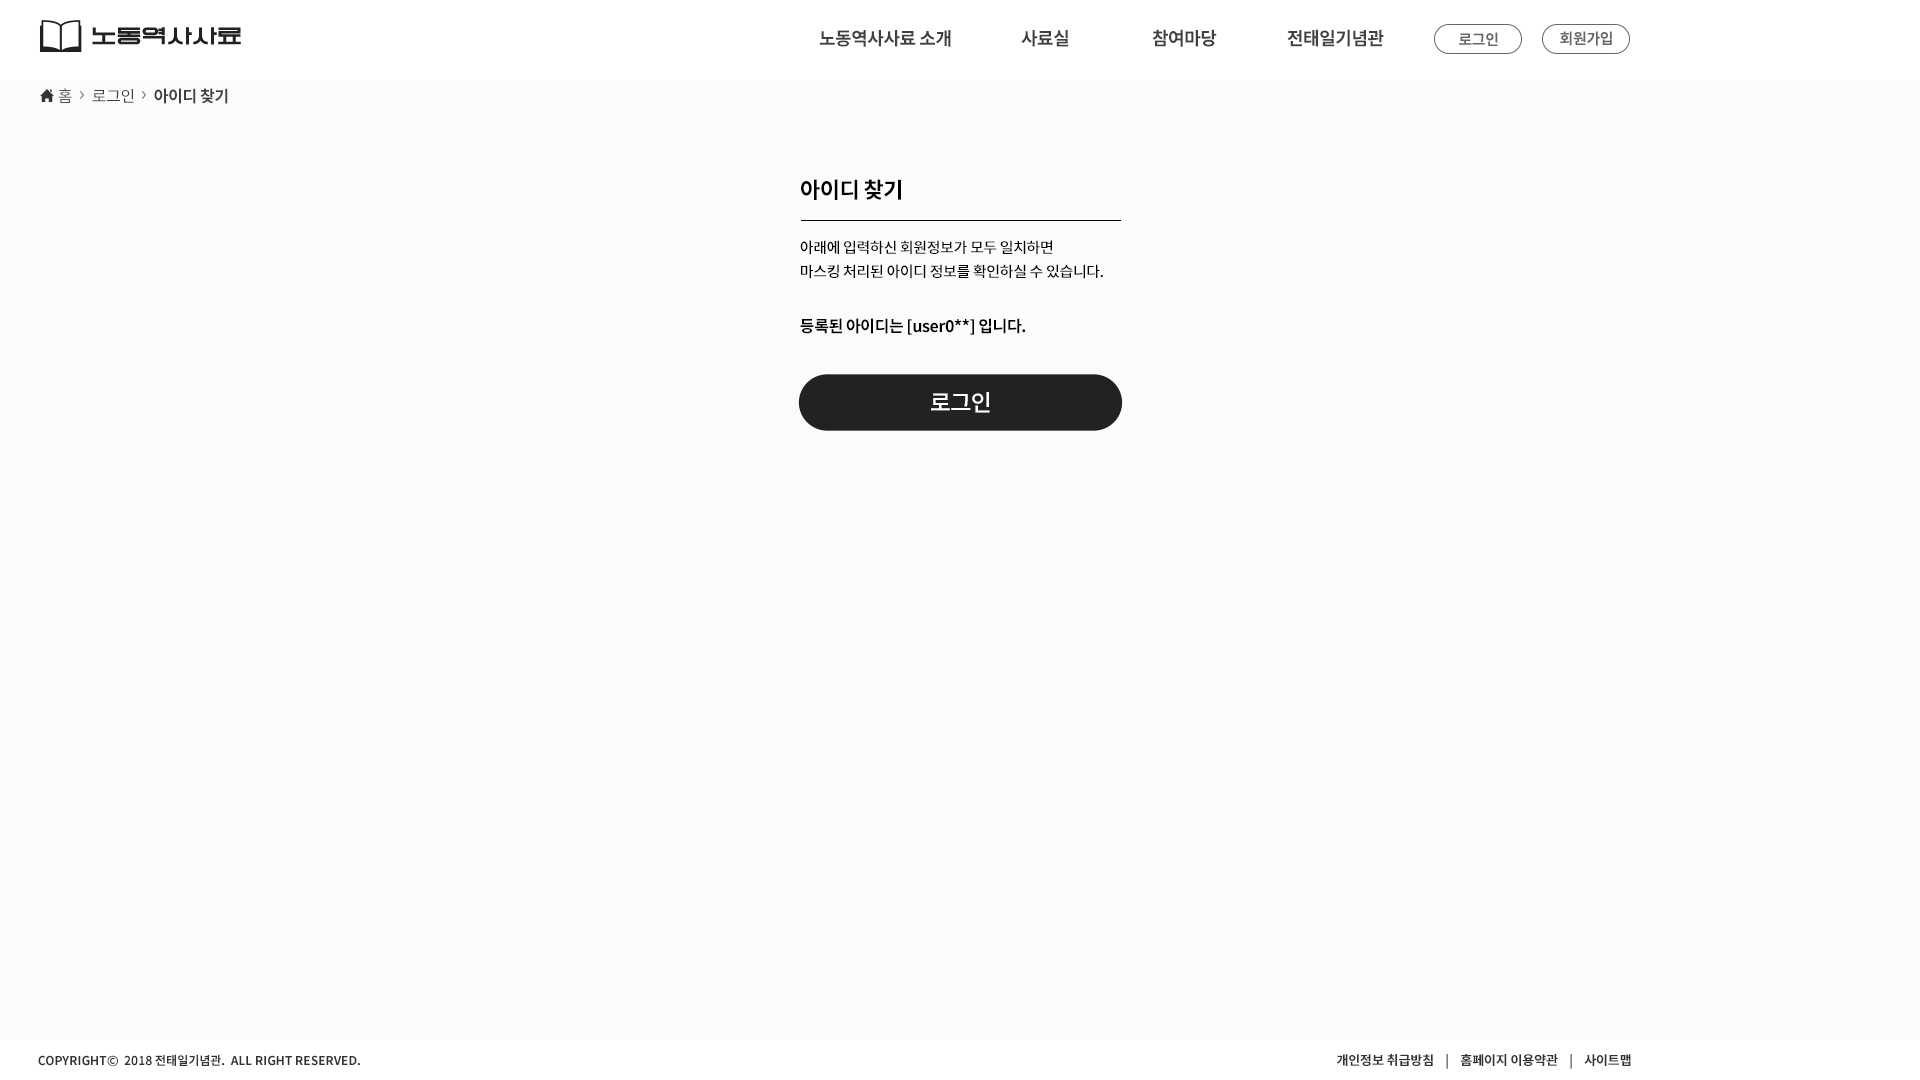 노동역사사료
노동역사사료 소개
사료실
참여마당
전태일기념관
로그인
회원가입
홈 > 로그인 > 아이디 찾기
아이디 찾기
아래에 입력하신 회원정보가 모두 일치하면
마스킹 처리된 아이디 정보를 확인하실 수 있습니다.
등록된 아이디는 [user0**] 입니다.
로그인
COPYRIGHT© 2018 전태일기념관. ALL RIGHT RESERVED.
개인정보 취급방침 | 홈페이지 이용약관 | 사이트맵